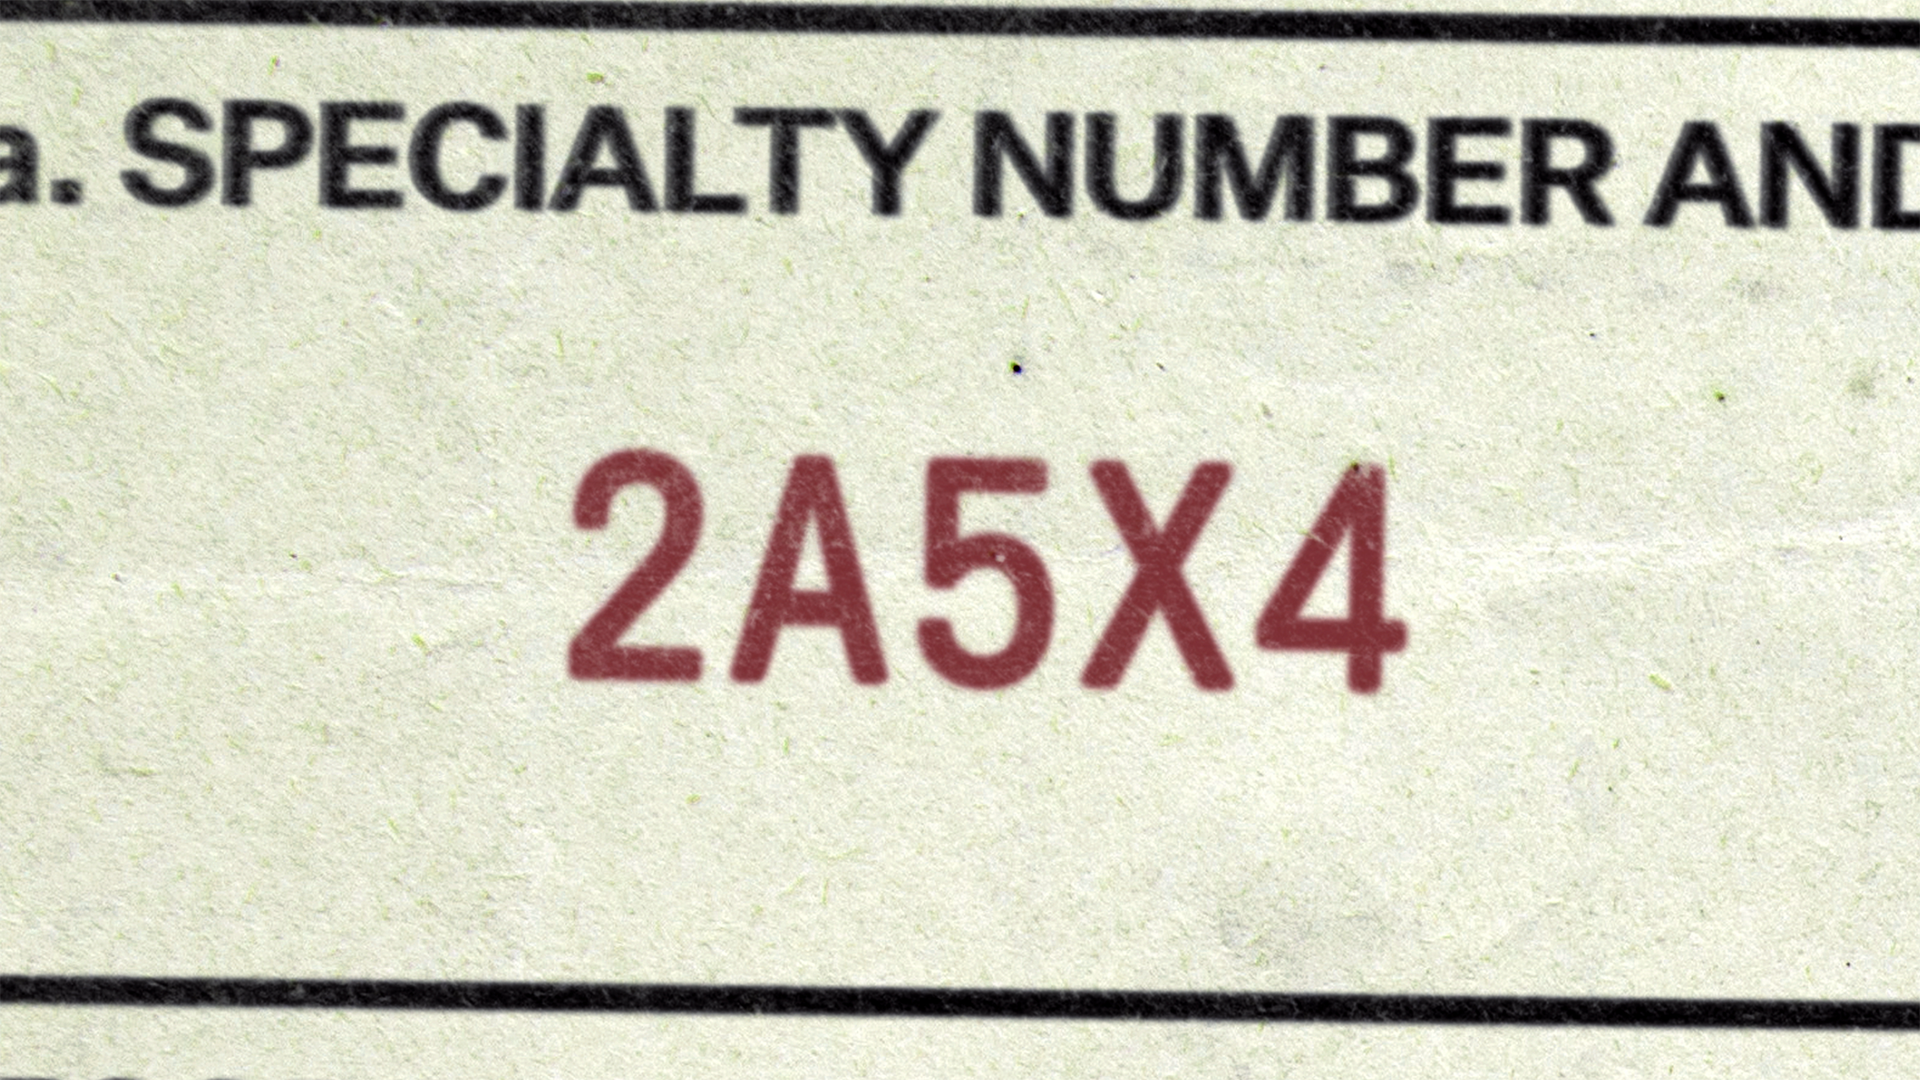 a. SPECIALTY NUMBER AND
2A5X4